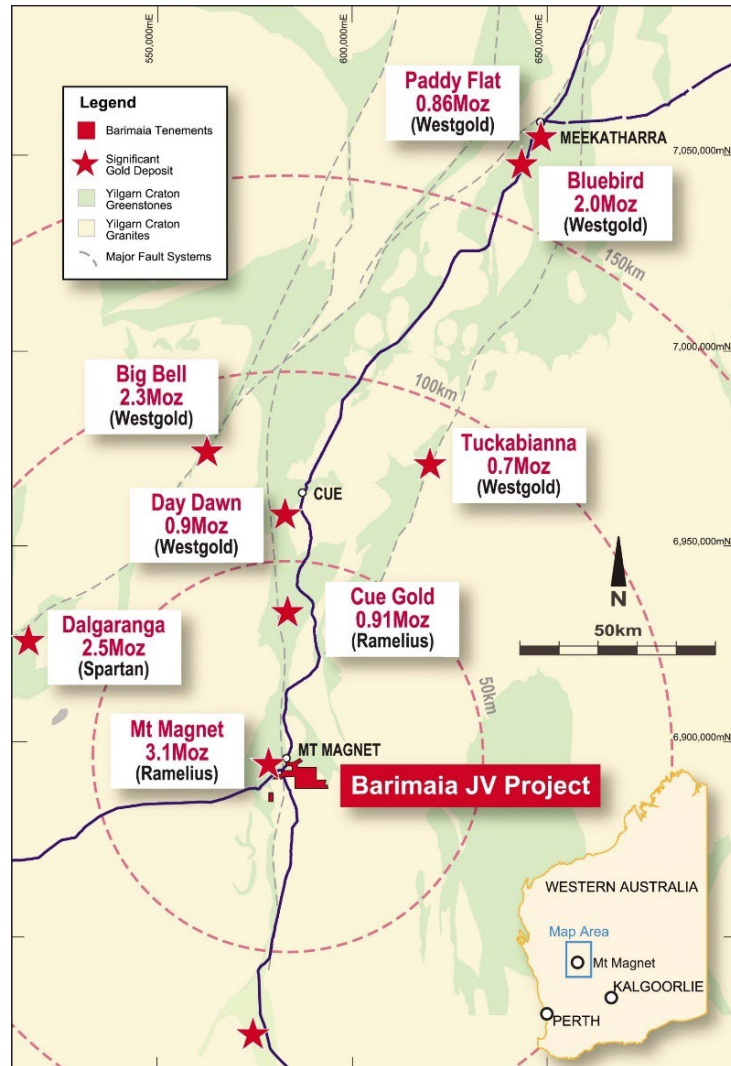 550,000mE
600,000mE
650,000mE
Legend
Barimaia Tenements
Significant
Gold Deposit
Yilgarn Craton
Greenstones
Yilgarn Craton
Granites
Major Fault Systems
Paddy Flat
0.86Moz
(Westgold)
MEEKATHARRA
7,050,000mN
Bluebird
2.0Moz
(Westgold)
150km
7,000,000mN
100km
Big Bell
2.3Moz
(Westgold)
Tuckabianna
0.7Moz
(Westgold)
CUE
Day Dawn
0.9Moz
(Westgold)
6,950,000mN
Cue Gold
0.91Moz
(Ramelius)
N
50km
Dalgaranga
2.5Moz
(Spartan)
50km
Mt Magnet
3.1Moz
(Ramelius)
MT MAGNET
6,900,000mN
Barimaia JV Project
WESTERN AUSTRALIA
Map Area
Mt Magnet
KALGOORLIE
PERTH